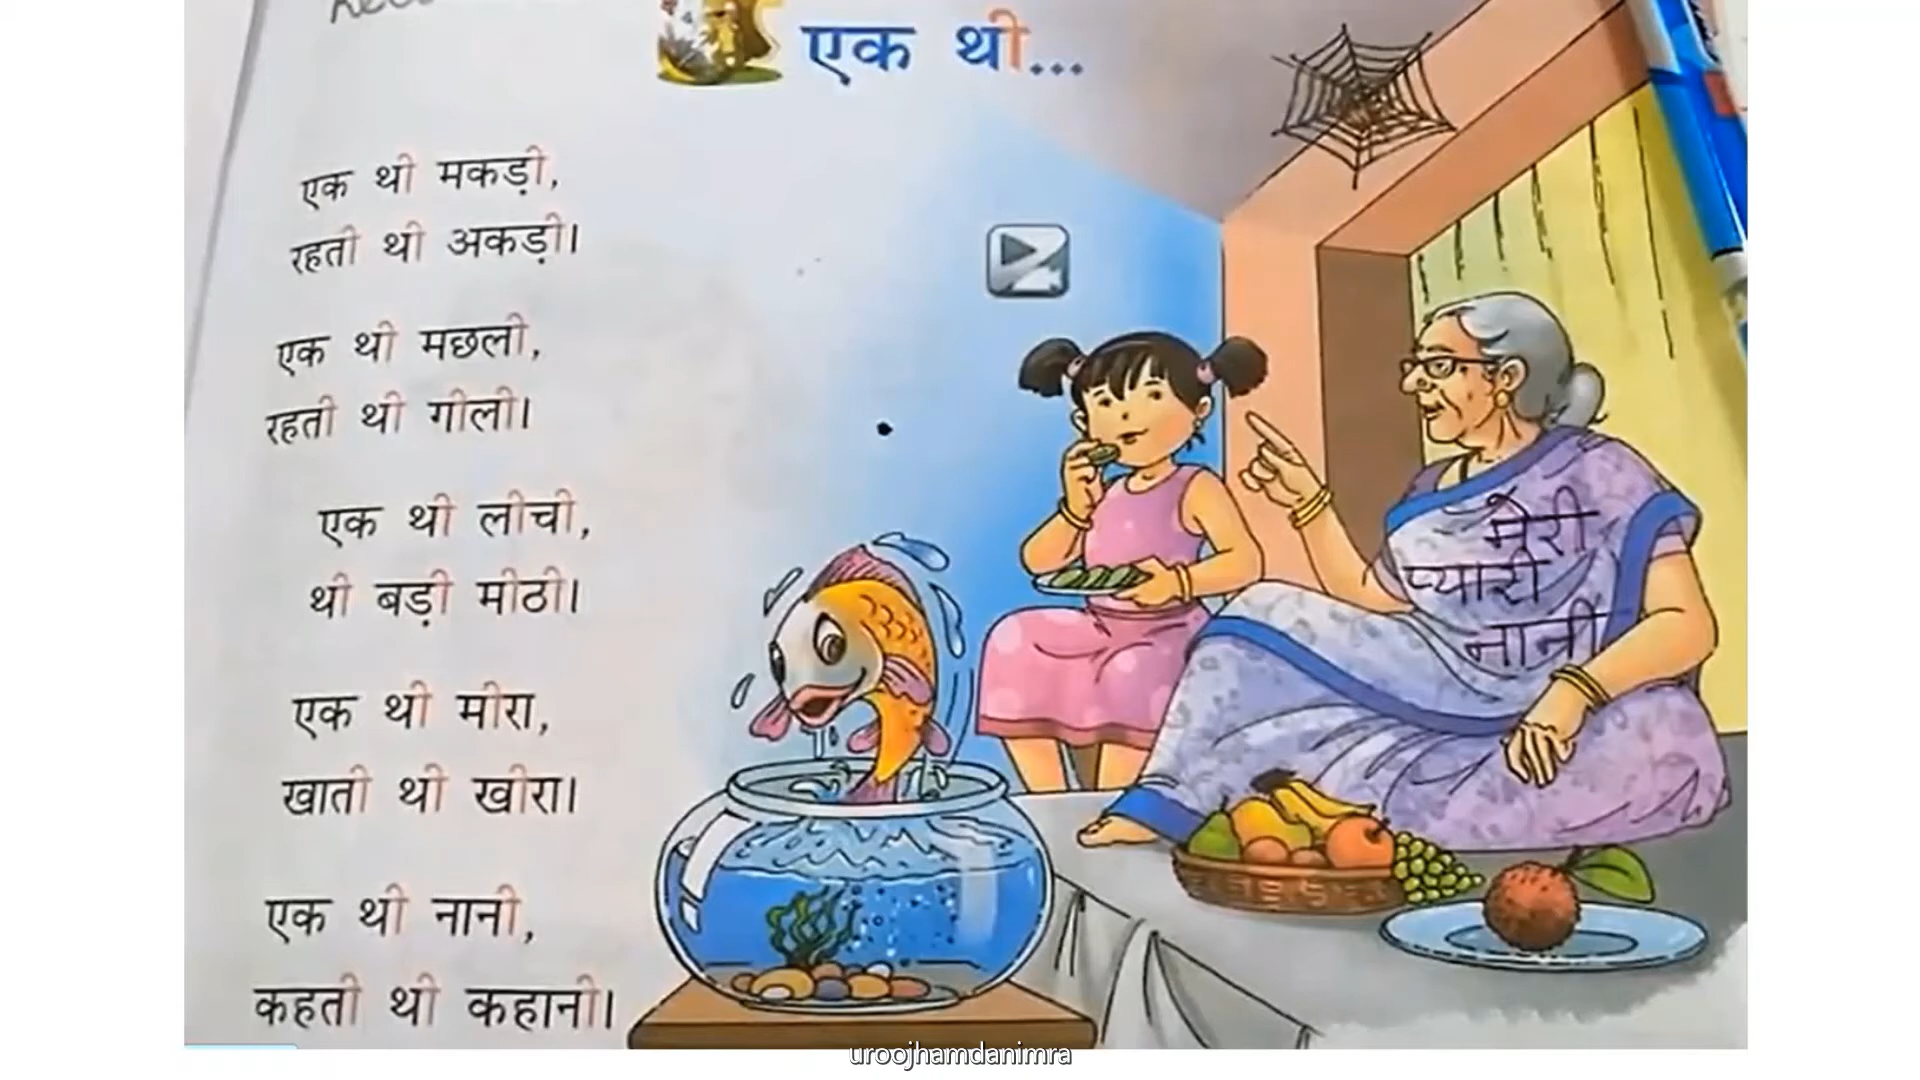 एक थी...
एक थी मकड़ी,
रहती थी अकड़ी।
एक थी मछली,
रहती थी गीली।
एक थी लीची,
थी बड़ी मीठी।
एक थी मीरा,
खाती थी खीरा।
एक थी नानी,
कहती थी कहानी।
मेरी
प्यारी
नानी
uroojhamdanimra